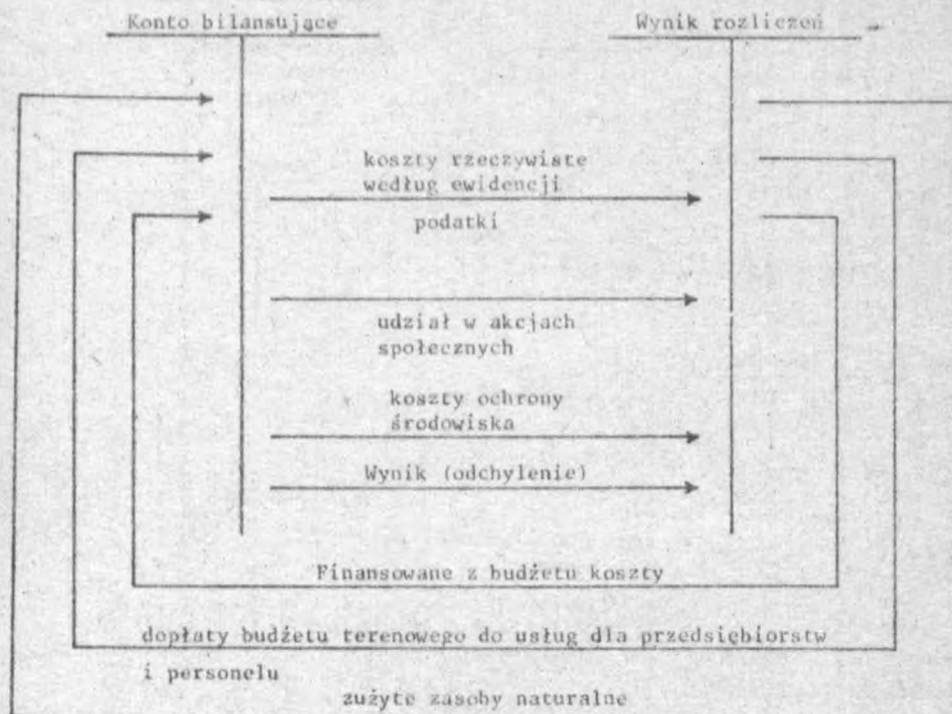 Konto bilansujące
Wynik rozliczeń
koszty rzeczywiste
według ewidencji
podatki
udział w akcjach
społecznych
koszty ochrony
środowiska
Wynik (odchylenie)
Finansowane z budżetu koszty
dopłaty budżetu terenowego do usług dla przedsiębiorstw
i personelu
zużyte zasoby naturalne